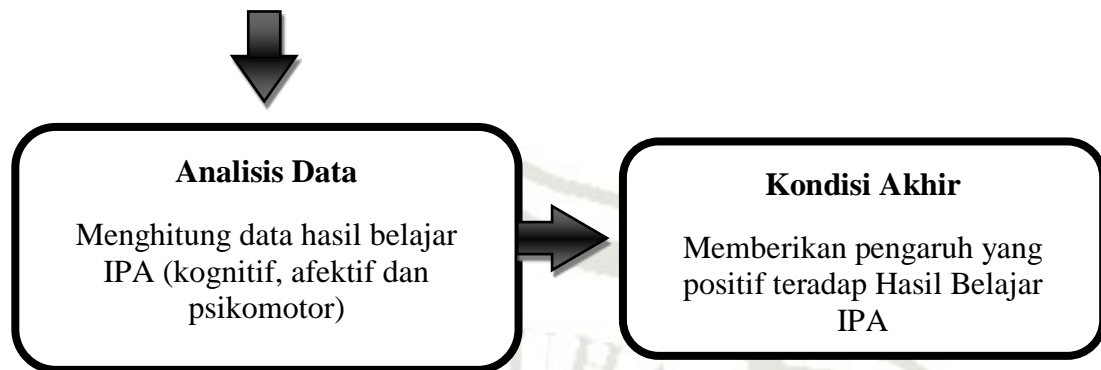 Analisis Data
Menghitung data hasil belajar
IPA (kognitif, afektif dan
psikomotor)
Kondisi Akhir
Memberikan pengaruh yang
positif teradap Hasil Belajar
IPA